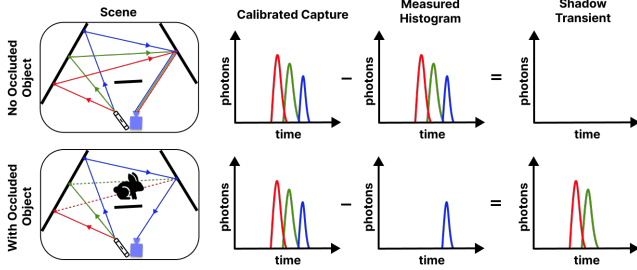 Scene
Calibrated Capture
Measured
Histogram
Shadow
Transient
No Occluded
Object
photons
time
photons
time
photons
time
With Occluded
Object
photons
time
photons
time
photons
time